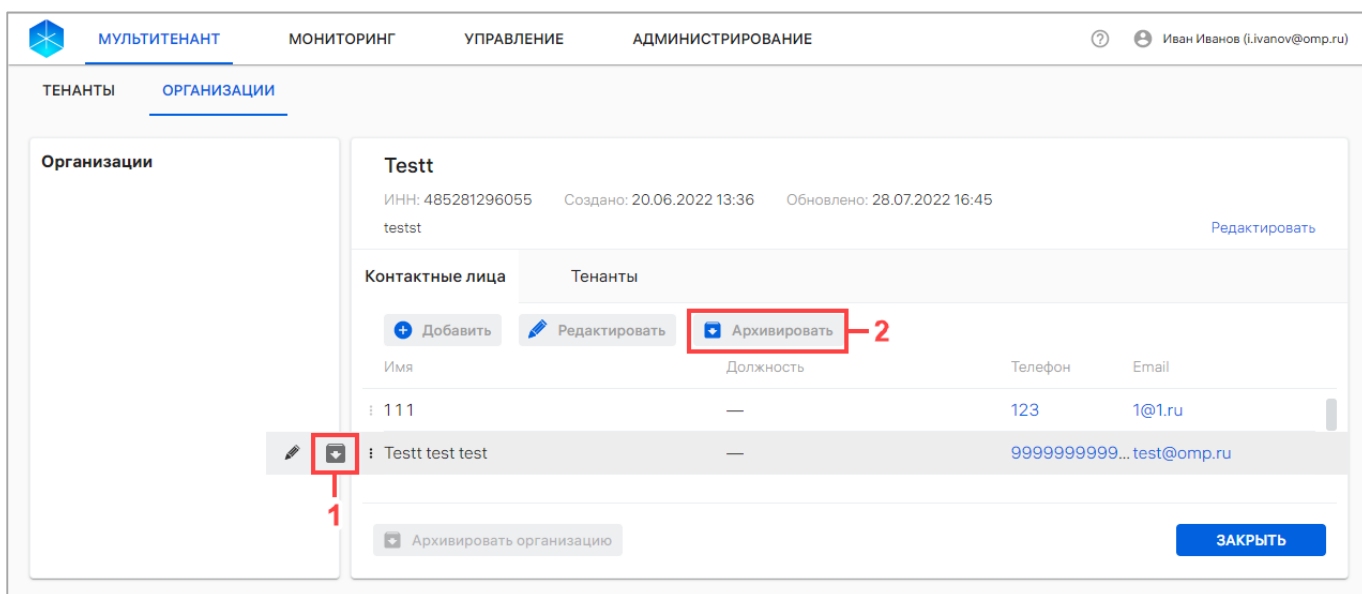 МУЛЬТИТЕНАНТ МОНИТОРИНГ УПРАВЛЕНИЕ АДМИНИСТРИРОВАНИЕ Иван Иванов (i.ivanov@omp.ru)
ТЕНАНТЫ ОРГАНИЗАЦИИ
Организации
Testt
ИНН: 485281296055 Создано: 20.06.2022 13:36 Обновлено: 28.07.2022 16:45
testst Редактировать
Контактные лица Тенанты
Добавить Редактировать Архивировать 2
Имя Должность Телефон Email
111 — 123 1@1.ru
Testt test test — 9999999999... test@omp.ru
1
Архивировать организацию ЗАКРЫТЬ